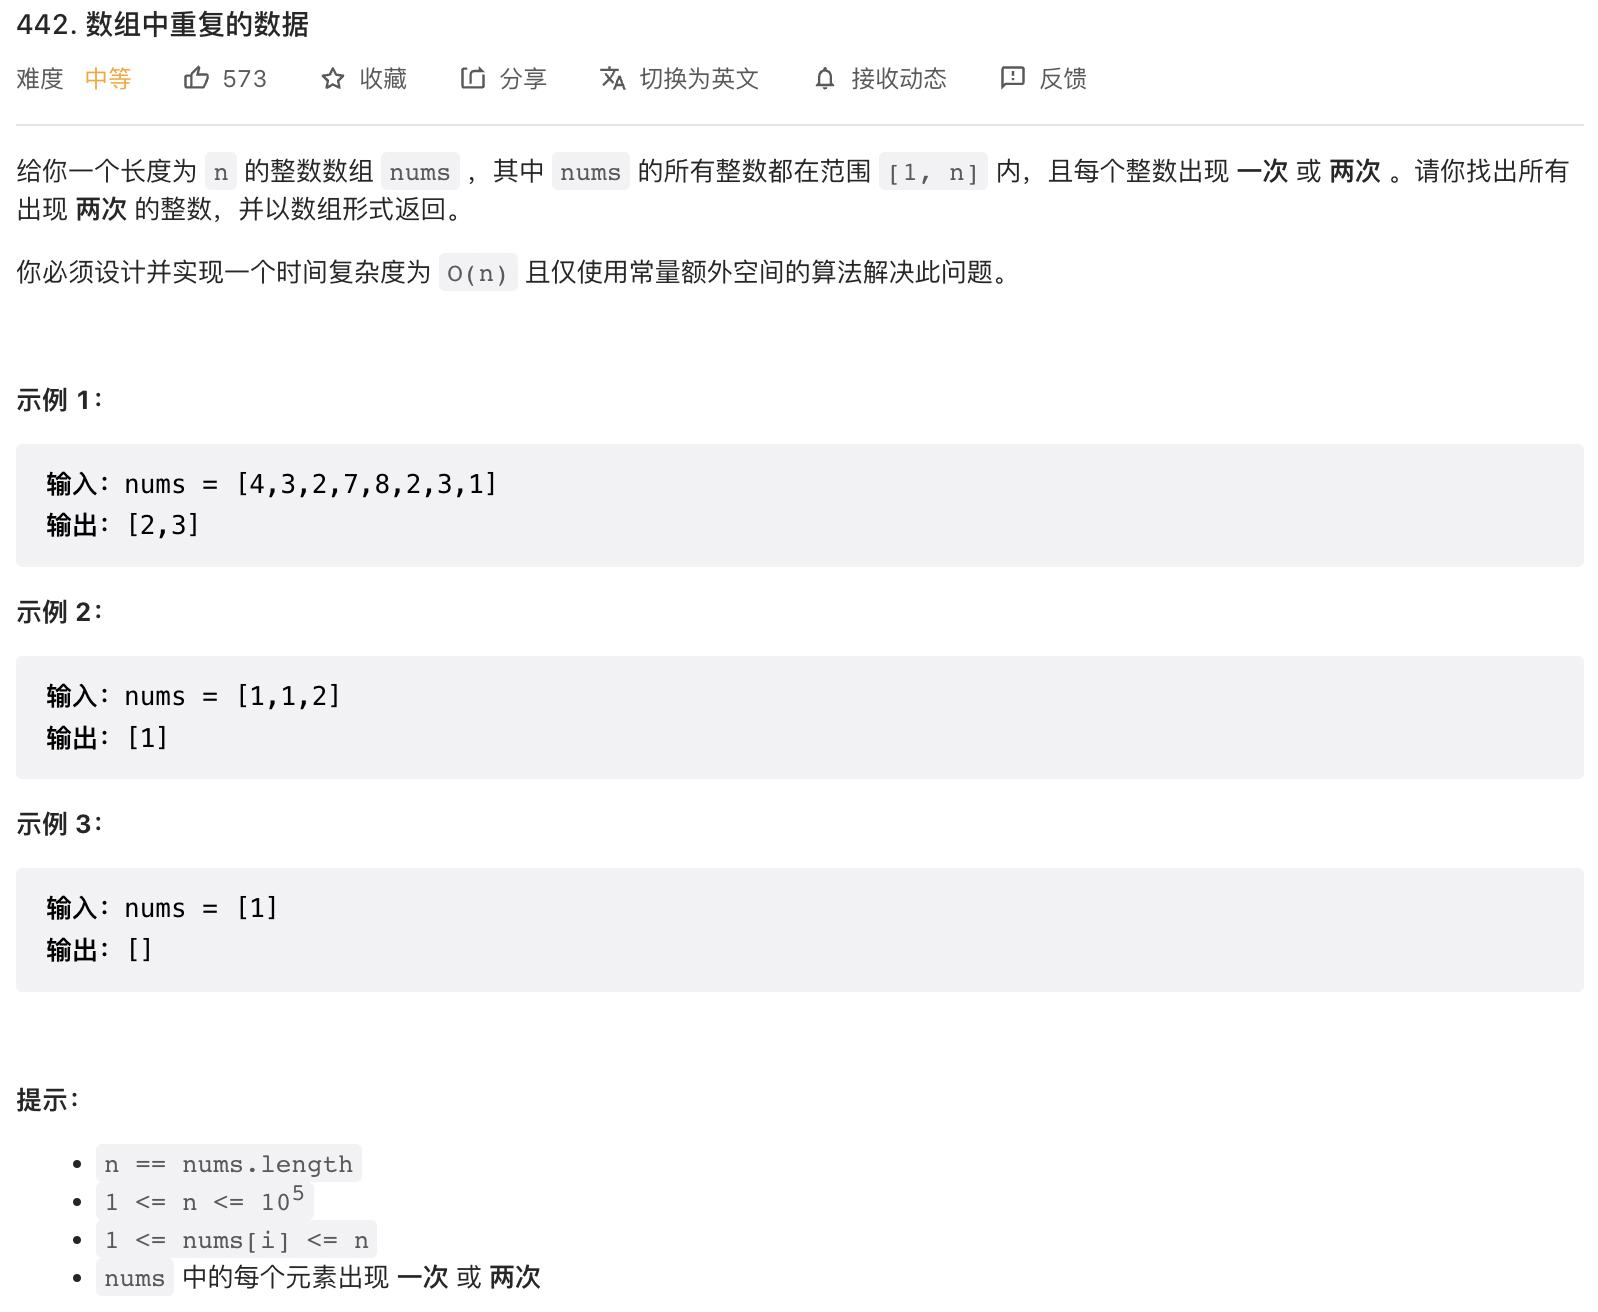 442. 数组中重复的数据
难度 中等 573 收藏 分享 切换为英文 接收动态 反馈
给你一个长度为 n 的整数数组 nums ，其中 nums 的所有整数都在范围 [1, n] 内，且每个整数出现 一次 或 两次 。请你找出所有
出现 两次 的整数，并以数组形式返回。
你必须设计并实现一个时间复杂度为 O(n) 且仅使用常量额外空间的算法解决此问题。
示例 1：
输入：nums = [4,3,2,7,8,2,3,1]
输出：[2,3]
示例 2：
输入：nums = [1,1,2]
输出：[1]
示例 3：
输入：nums = [1]
输出：[]
提示：
• n == nums.length
• 1 <= n <= 10⁵
• 1 <= nums[i] <= n
• nums 中的每个元素出现 一次 或 两次